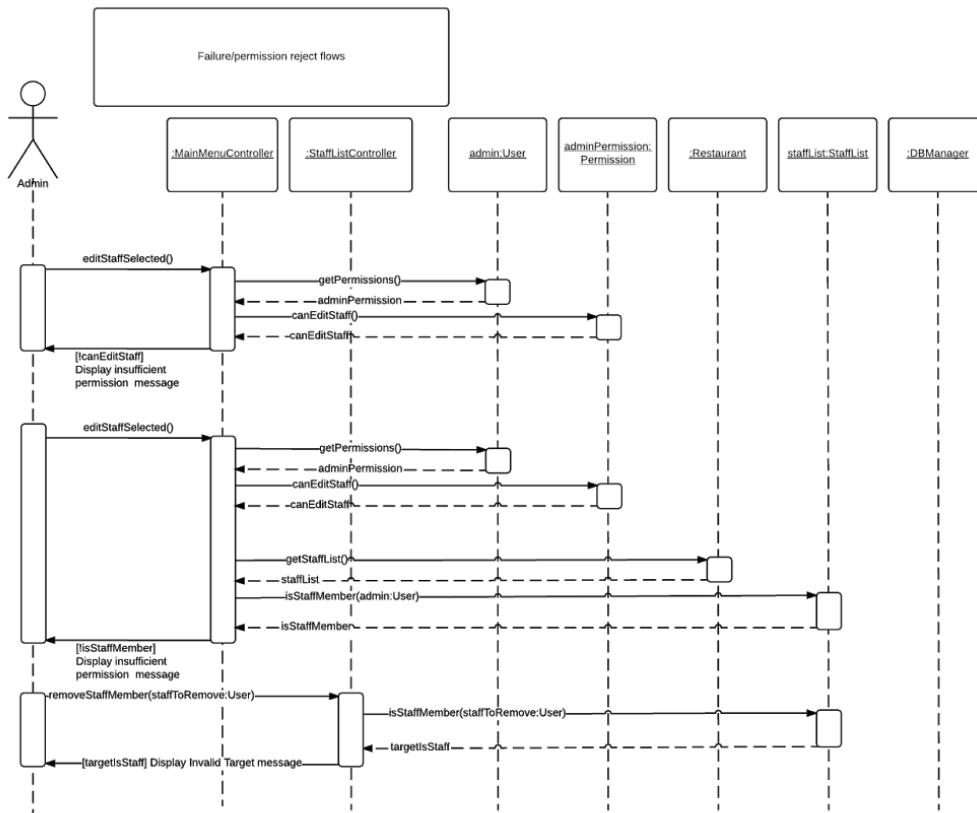 Failure/permission reject flows
:MainMenuController
:StaffListController
admin:User
adminPermission:
Permission
:Restaurant
staffList:StaffList
:DBManager
Admin
editStaffSelected()
getPermissions()
adminPermission
canEditStaff()
canEditStaff
[!canEditStaff]
Display insufficient
permission message
editStaffSelected()
getPermissions()
adminPermission
canEditStaff()
canEditStaff
getStaffList()
staffList
isStaffMember(admin:User)
isStaffMember
[!isStaffMember]
Display insufficient
permission message
removeStaffMember(staffToRemove:User)
isStaffMember(staffToRemove:User)
targetIsStaff
[targetIsStaff] Display Invalid Target message